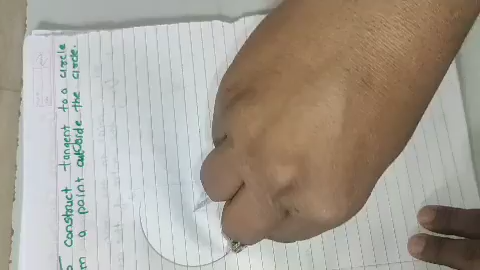 construct tangent to a circle
a point outside the circle.